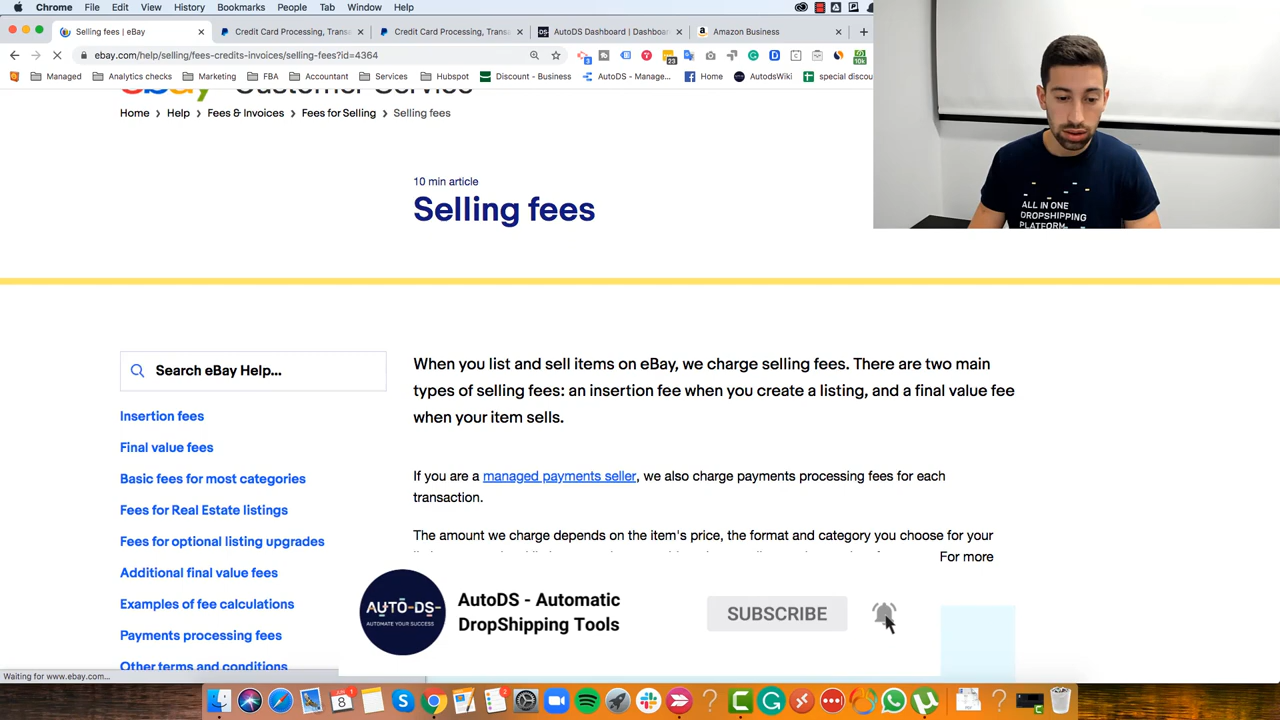 Chrome File Edit View History Bookmarks People Tab Window Help
Selling fees | eBay Credit Card Processing, Transa Credit Card Processing, Transa AutoDS Dashboard | Dashboard Amazon Business
ebay.com/help/selling/fees-credits-invoices/selling-fees?id=4364
Managed Analytics checks Marketing FBA Accountant Services Hubspot Discount - Business AutoDS - Manage... Home AutodsWiki special discou
ebay Customer Service
Home > Help > Fees & Invoices > Fees for Selling > Selling fees
10 min article
Selling fees
ALL IN ONE
DROPSHIPPING
PLATFORM
Search eBay Help...
Insertion fees
Final value fees
Basic fees for most categories
Fees for Real Estate listings
Fees for optional listing upgrades
Additional final value fees
Examples of fee calculations
Payments processing fees
Other terms and conditions
When you list and sell items on eBay, we charge selling fees. There are two main
types of selling fees: an insertion fee when you create a listing, and a final value fee
when your item sells.
If you are a managed payments seller, we also charge payments processing fees for each
transaction.
The amount we charge depends on the item's price, the format and category you choose for your
For more
AUTO-DS-
AUTOMATE YOUR SUCCESS
AutoDS - Automatic
DropShipping Tools
SUBSCRIBE
Waiting for www.ebay.com...